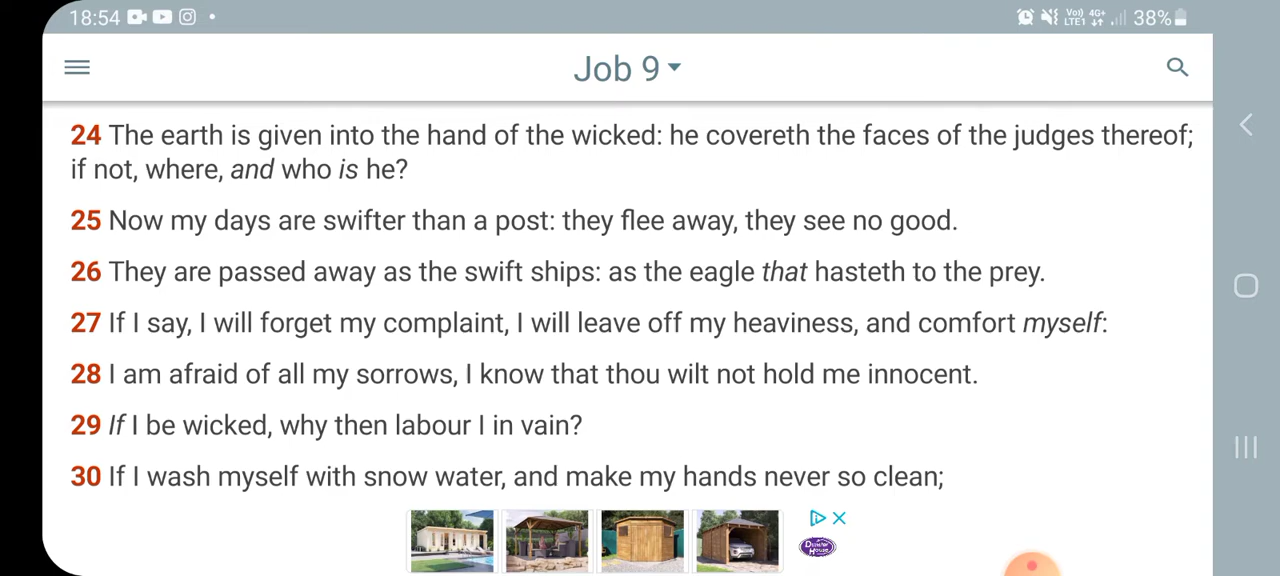 18:54
Vo) 4G+ 38%
LTE1
Job 9
24 The earth is given into the hand of the wicked: he covereth the faces of the judges thereof;
if not, where, and who is he?
25 Now my days are swifter than a post: they flee away, they see no good.
26 They are passed away as the swift ships: as the eagle that hasteth to the prey.
27 If I say, I will forget my complaint, I will leave off my heaviness, and comfort myself:
28 I am afraid of all my sorrows, I know that thou wilt not hold me innocent.
29 If I be wicked, why then labour I in vain?
30 If I wash myself with snow water, and make my hands never so clean;